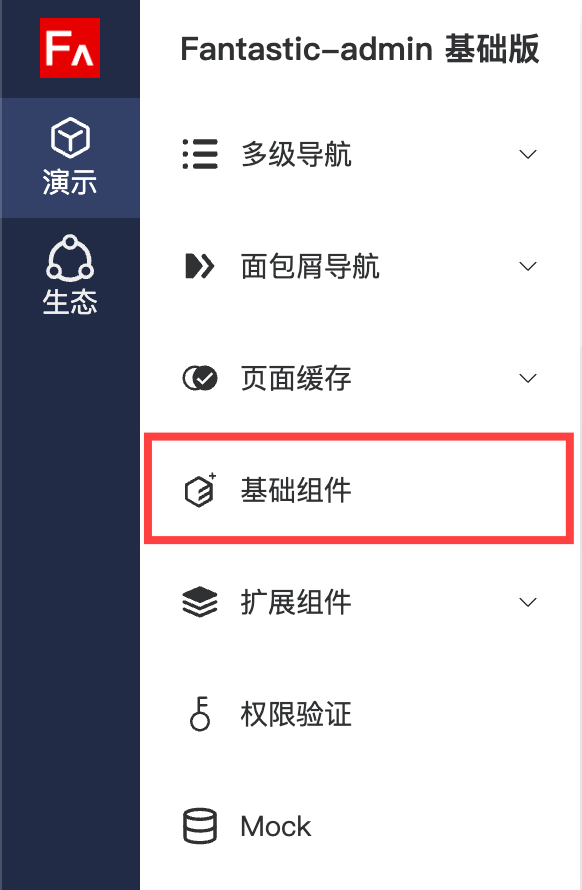 FΛ
Fantastic-admin 基础版
演示
生态
多级导航
面包屑导航
页面缓存
基础组件
扩展组件
权限验证
Mock